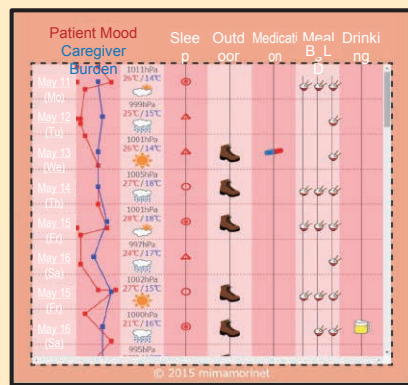 Patient Mood
Caregiver
Burden
Slee
p
Outd
oor
Medicati
on
Meal
B L
D
Drinki
ng
May 11
(Mo)
1011hPa
26℃/14℃
May 12
(Tu)
999hPa
25℃/15℃
May 13
(We)
1001hPa
26℃/14℃
May 14
(Th)
1005hPa
27℃/18℃
May 15
(Fr)
1001hPa
28℃/18℃
May 16
(Sa)
997hPa
24℃/17℃
May 15
(Fr)
1002hPa
27℃/15℃
May 16
(Sa)
1000hPa
21℃/16℃
995hPa
© 2015 mimamorinet